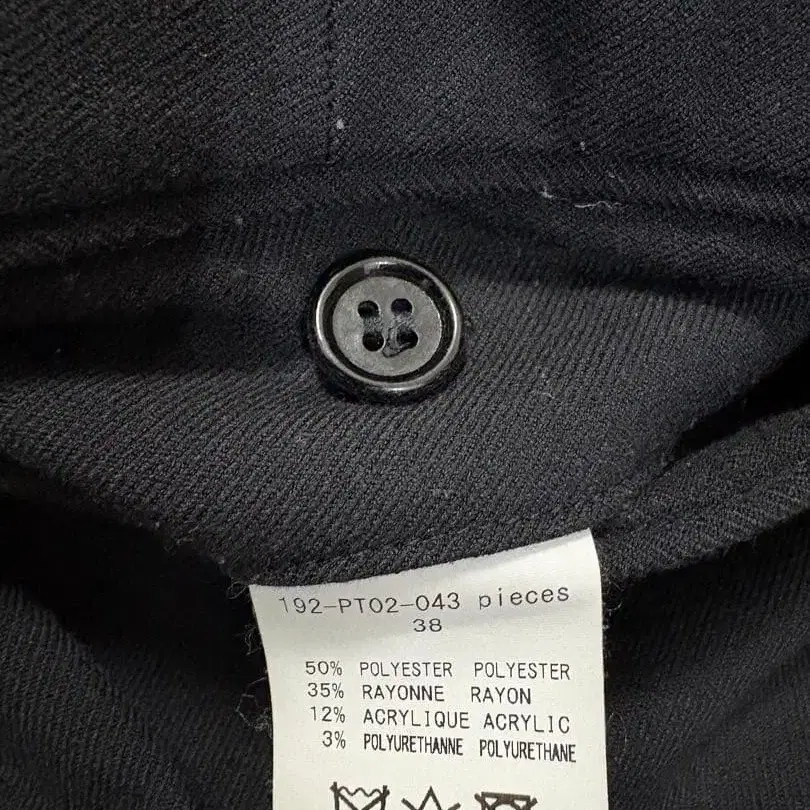 192-PT02-043 pieces
38
50% POLYESTER POLYESTER
35% RAYONNE RAYON
12% ACRYLIQUE ACRYLIC
3% POLYURETHANNE POLYURETHANE